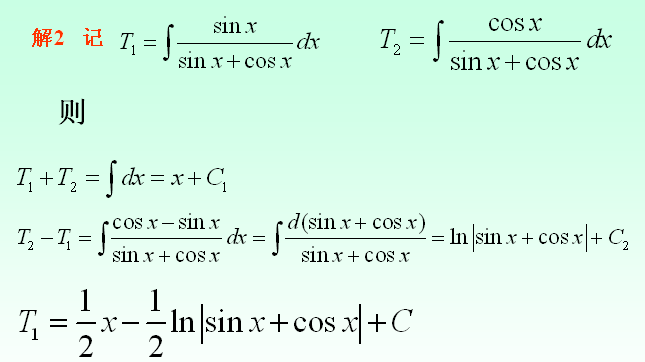 解2 记 T₁ = ∫ sin x / (sin x + cos x) dx T₂ = ∫ cos x / (sin x + cos x) dx
则
T₁ + T₂ = ∫ dx = x + C₁
T₂ − T₁ = ∫ (cos x − sin x) / (sin x + cos x) dx = ∫ d(sin x + cos x) / (sin x + cos x) = ln|sin x + cos x| + C₂
T₁ = 1/2 x − 1/2 ln|sin x + cos x| + C